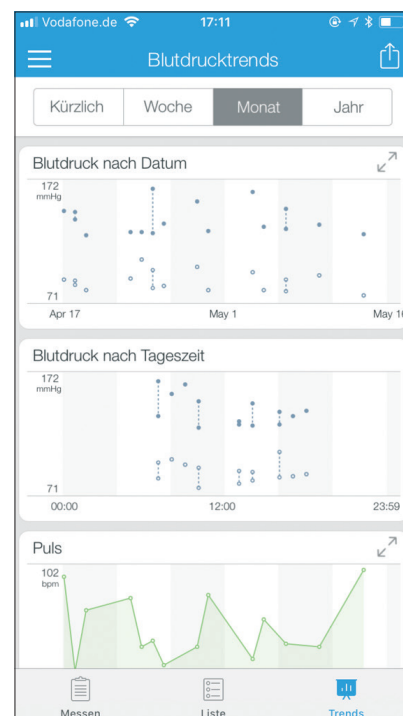 Vodafone.de 17:11
Blutdrucktrends
Kürzlich Woche Monat Jahr
Blutdruck nach Datum
172
mmHg
71
Apr 17 May 1 May 16
Blutdruck nach Tageszeit
172
mmHg
71
00:00 12:00 23:59
Puls
102
bpm
Messen Liste Trends